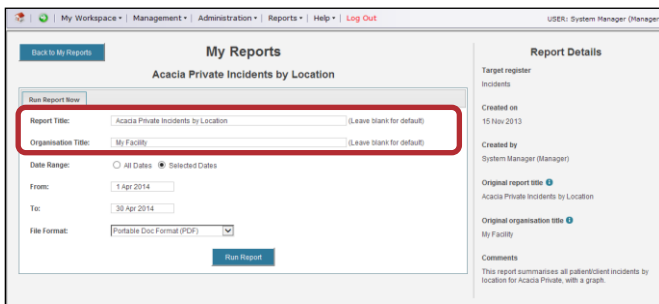 My Workspace | Management | Administration | Reports | Help | Log Out
USER: System Manager (Manager
Back to My Reports
My Reports
Acacia Private Incidents by Location
Run Report Now
Report Title: Acacia Private Incidents by Location (Leave blank for default)
Organisation Title: My Facility (Leave blank for default)
Date Range: All Dates Selected Dates
From: 1 Apr 2014
To: 30 Apr 2014
File Format: Portable Doc Format (PDF)
Run Report
Report Details
Target register
Incidents
Created on
15 Nov 2013
Created by
System Manager (Manager)
Original report title
Acacia Private Incidents by Location
Original organisation title
My Facility
Comments
This report summarises all patient/client incidents by
location for Acacia Private, with a graph.